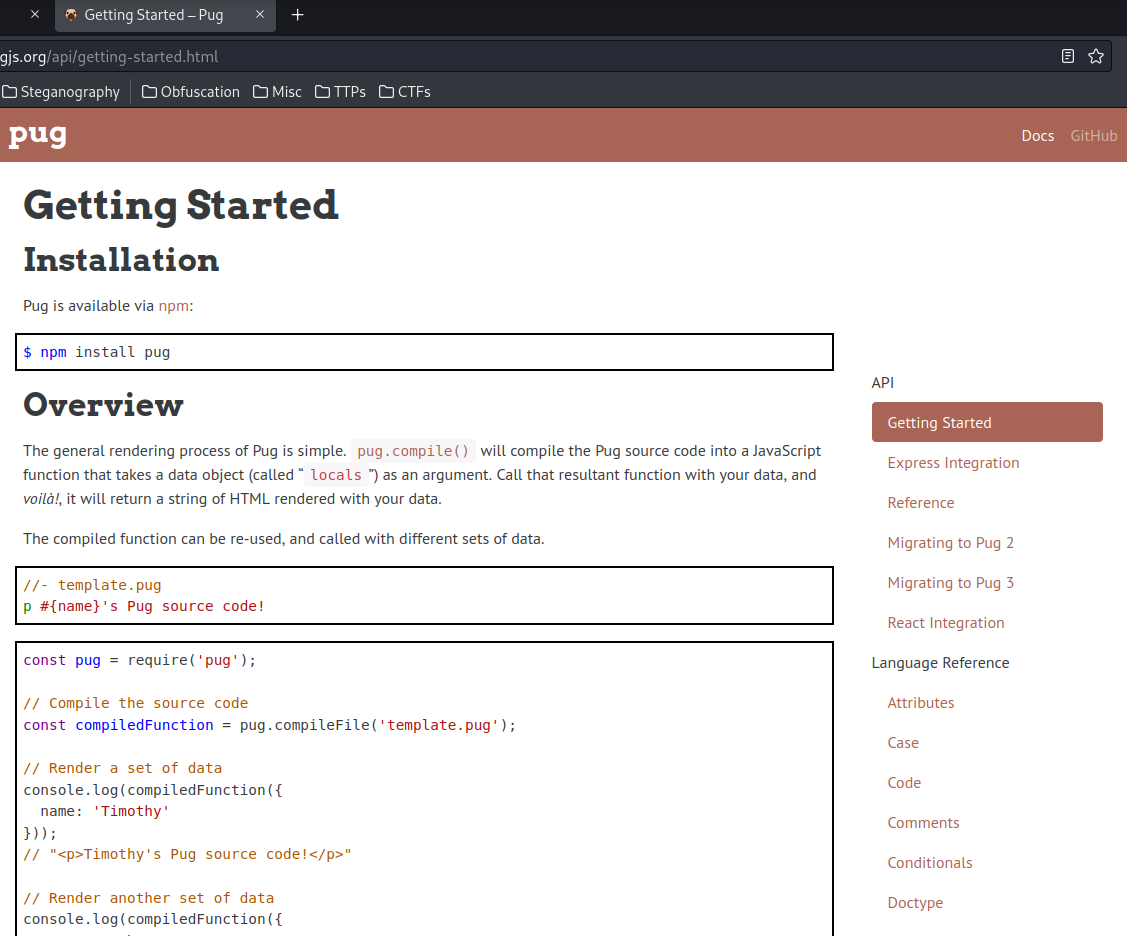 Getting Started – Pug
gjs.org/api/getting-started.html
Steganography Obfuscation Misc TTPs CTFs
pug
Docs GitHub
Getting Started
Installation
Pug is available via npm:
$ npm install pug
Overview
The general rendering process of Pug is simple. pug.compile() will compile the Pug source code into a JavaScript
function that takes a data object (called “ locals ”) as an argument. Call that resultant function with your data, and
voilà!, it will return a string of HTML rendered with your data.
The compiled function can be re-used, and called with different sets of data.
//- template.pug
p #{name}'s Pug source code!
const pug = require('pug');
// Compile the source code
const compiledFunction = pug.compileFile('template.pug');
// Render a set of data
console.log(compiledFunction({
  name: 'Timothy'
}));
// "<p>Timothy's Pug source code!</p>"
// Render another set of data
console.log(compiledFunction({
API
Getting Started
Express Integration
Reference
Migrating to Pug 2
Migrating to Pug 3
React Integration
Language Reference
Attributes
Case
Code
Comments
Conditionals
Doctype